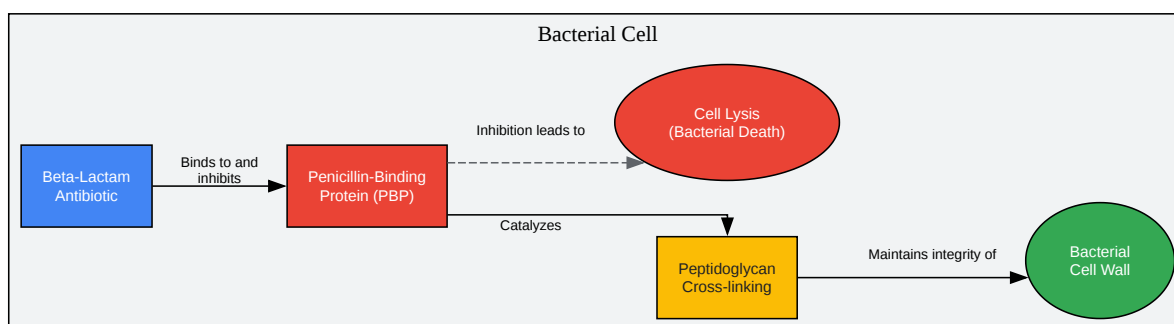 Bacterial Cell
Cell Lysis
(Bacterial Death)
Inhibition leads to
Beta-Lactam
Antibiotic
Binds to and
inhibits
Penicillin-Binding
Protein (PBP)
Catalyzes
Peptidoglycan
Cross-linking
Maintains integrity of
Bacterial
Cell Wall